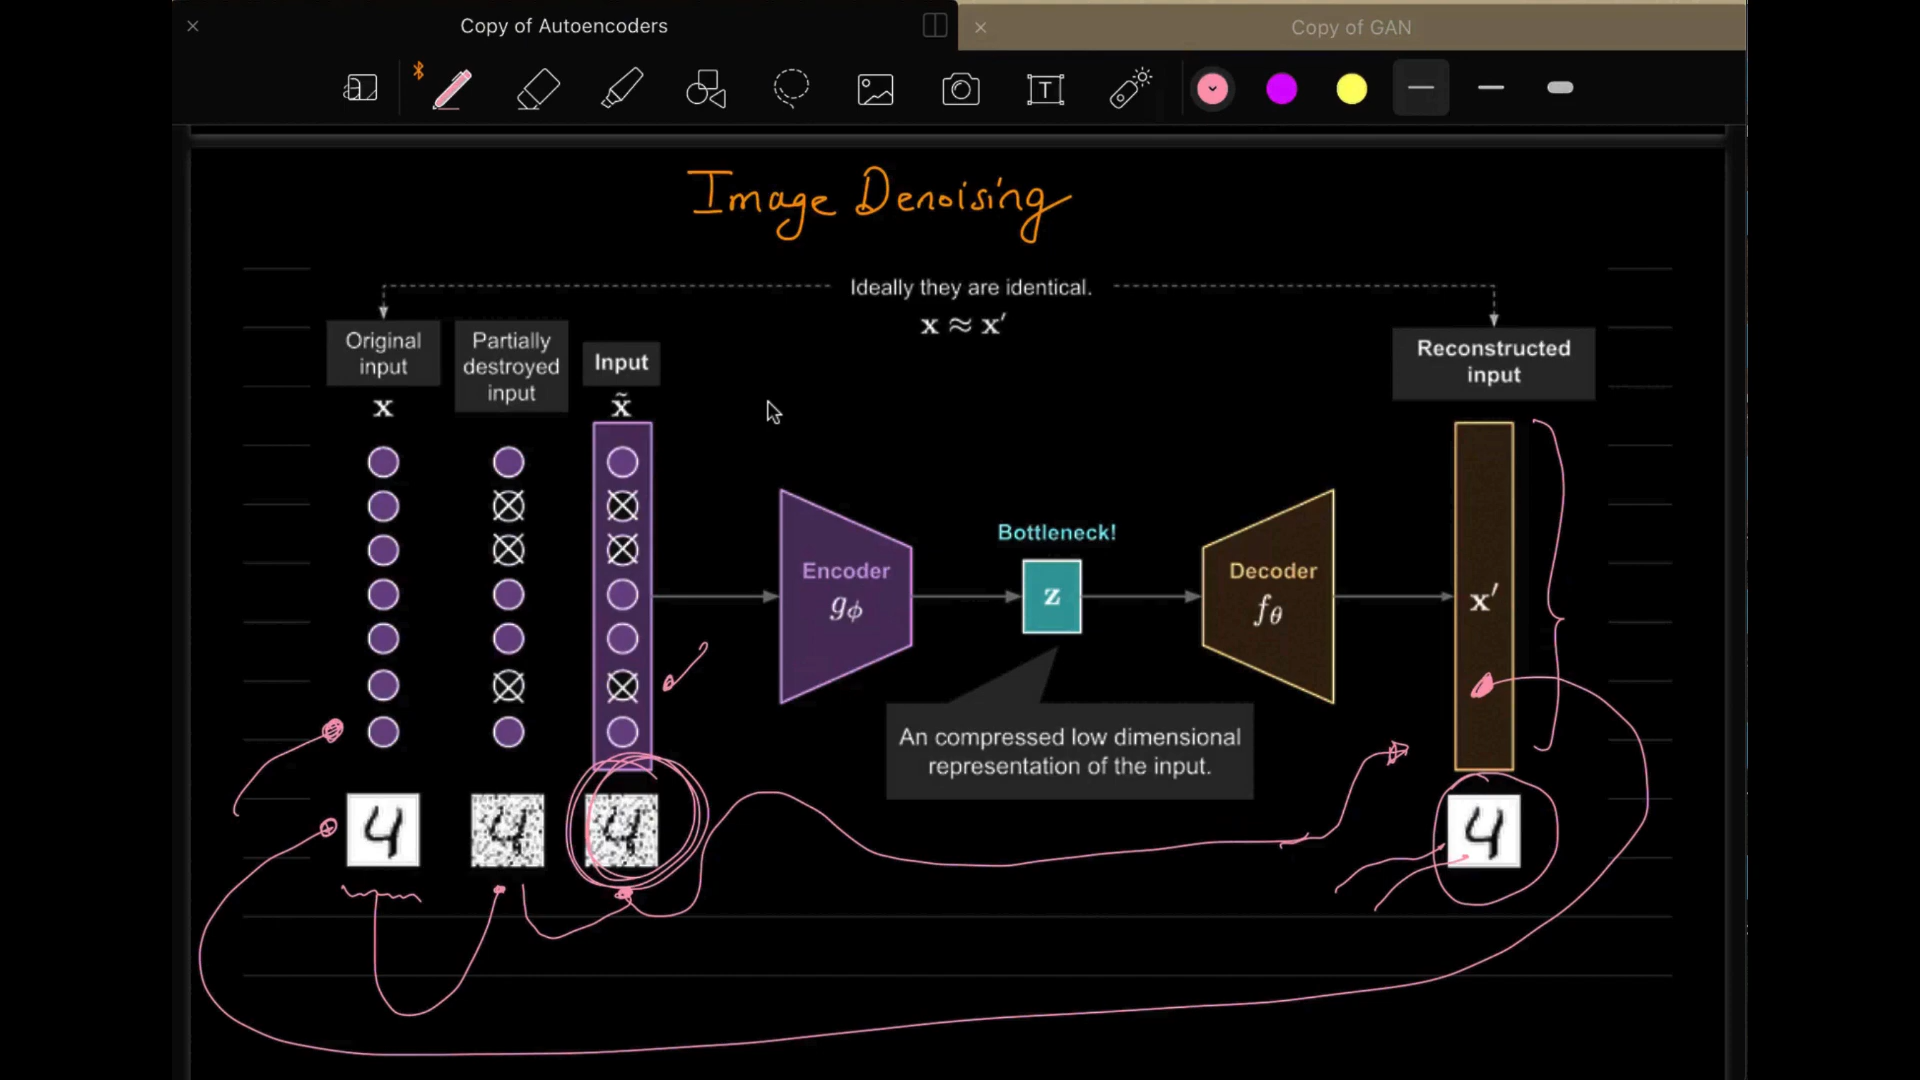 Copy of Autoencoders
Copy of GAN
T
Image Denoising
Ideally they are identical.
x ≈ x′
Original
input
x
Partially
destroyed
input
Input
x̃
Reconstructed
input
Bottleneck!
Encoder
gϕ
z
Decoder
fθ
x′
An compressed low dimensional
representation of the input.
4
4
4
4